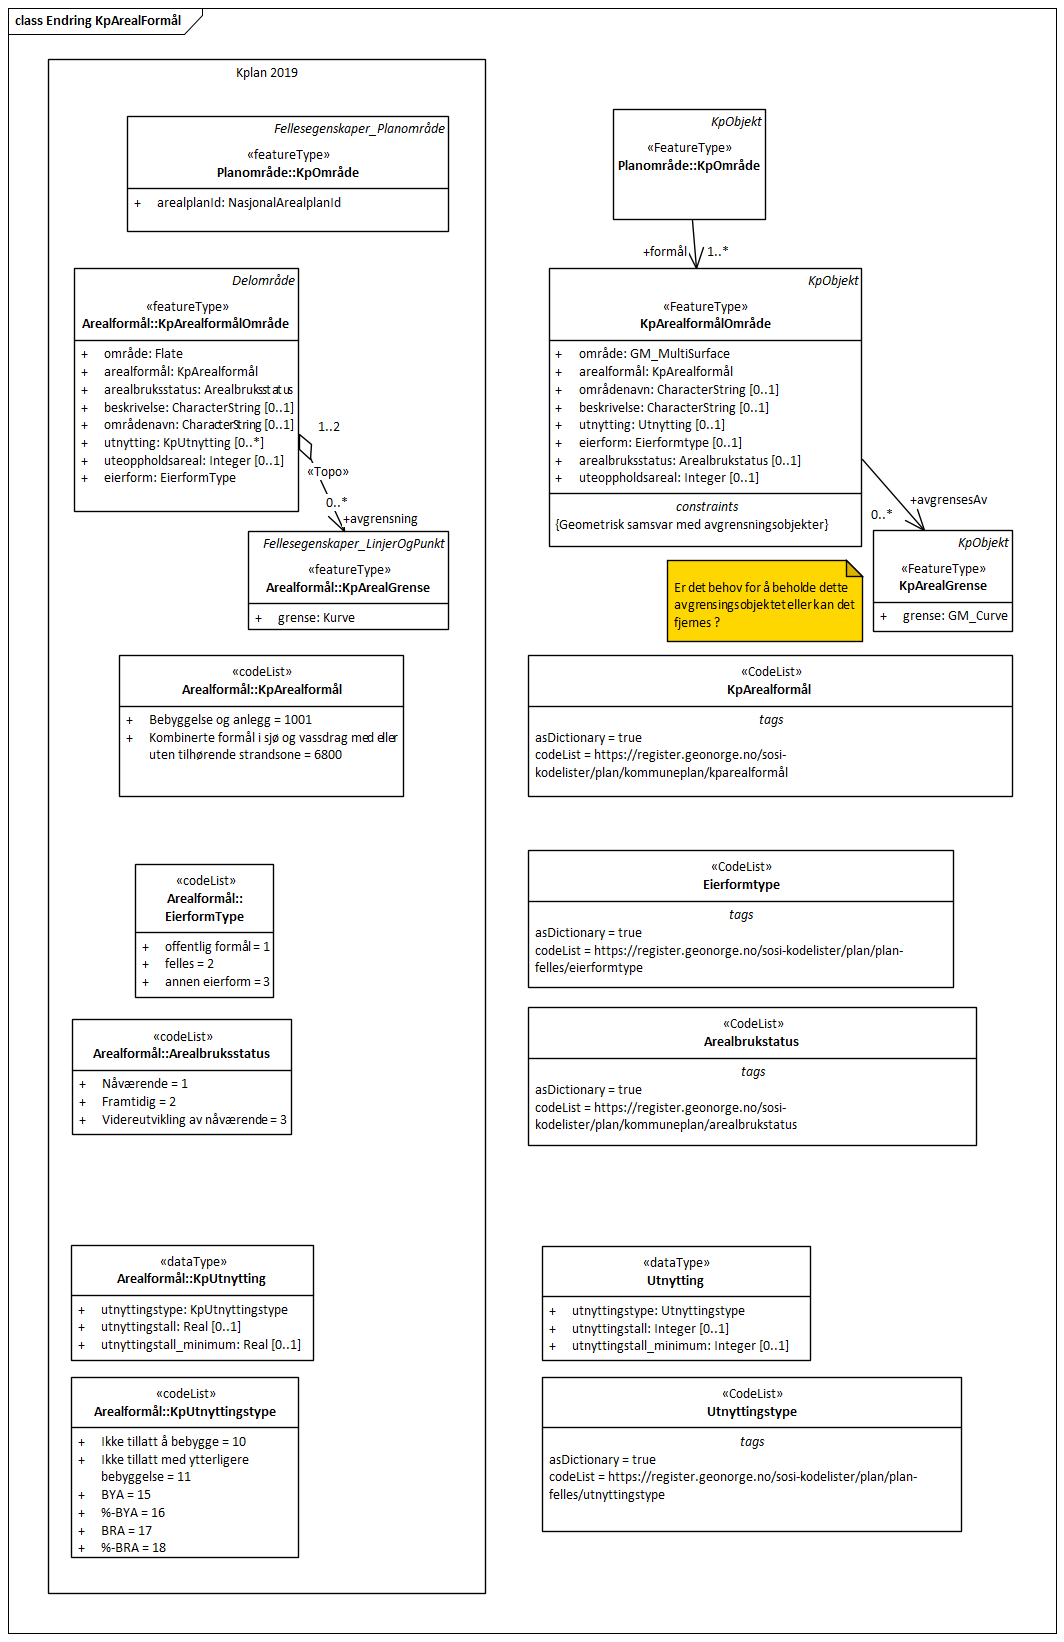 class Endring KpArealFormål
Kplan 2019
Fellesegenskaper_Planområde
«featureType»
Planområde::KpOmråde
+ arealplanId: NasjonalArealplanId
KpObjekt
«FeatureType»
Planområde::KpOmråde
+formål 1..*
Delområde
«featureType»
Arealformål::KpArealformålOmråde
+ område: Flate
+ arealformål: KpArealformål
+ arealbruksstatus: Arealbruksstatus
+ beskrivelse: CharacterString [0..1]
+ områdenavn: CharacterString [0..1]
+ utnytting: KpUtnytting [0..*]
+ uteoppholdsareal: Integer [0..1]
+ eierform: EierformType
1..2
«Topo»
0..*
+avgrensning
Fellesegenskaper_LinjerOgPunkt
«featureType»
Arealformål::KpArealGrense
+ grense: Kurve
KpObjekt
«FeatureType»
KpArealformålOmråde
+ område: GM_MultiSurface
+ arealformål: KpArealformål
+ områdenavn: CharacterString [0..1]
+ beskrivelse: CharacterString [0..1]
+ utnytting: Utnytting [0..1]
+ eierform: Eierformtype [0..1]
+ arealbruksstatus: Arealbrukstatus [0..1]
+ uteoppholdsareal: Integer [0..1]
constraints
{Geometrisk samsvar med avgrensningsobjekter}
+avgrensesAv
0..*
KpObjekt
«FeatureType»
KpArealGrense
+ grense: GM_Curve
Er det behov for å beholde dette
avgrensingsobjektet eller kan det
fjernes ?
«codeList»
Arealformål::KpArealformål
+ Bebyggelse og anlegg = 1001
+ Kombinerte formål i sjø og vassdrag med eller
uten tilhørende strandsone = 6800
«CodeList»
KpArealformål
tags
asDictionary = true
codeList = https://register.geonorge.no/sosi-
kodelister/plan/kommuneplan/kparealformål
«codeList»
Arealformål::
EierformType
+ offentlig formål = 1
+ felles = 2
+ annen eierform = 3
«CodeList»
Eierformtype
tags
asDictionary = true
codeList = https://register.geonorge.no/sosi-kodelister/plan/plan-
felles/eierformtype
«codeList»
Arealformål::Arealbruksstatus
+ Nåværende = 1
+ Framtidig = 2
+ Videreutvikling av nåværende = 3
«CodeList»
Arealbrukstatus
tags
asDictionary = true
codeList = https://register.geonorge.no/sosi-
kodelister/plan/kommuneplan/arealbrukstatus
«dataType»
Arealformål::KpUtnytting
+ utnyttingstype: KpUtnyttingstype
+ utnyttingstall: Real [0..1]
+ utnyttingstall_minimum: Real [0..1]
«dataType»
Utnytting
+ utnyttingstype: Utnyttingstype
+ utnyttingstall: Integer [0..1]
+ utnyttingstall_minimum: Integer [0..1]
«codeList»
Arealformål::KpUtnyttingstype
+ Ikke tillatt å bebygge = 10
+ Ikke tillatt med ytterligere
bebyggelse = 11
+ BYA = 15
+ %-BYA = 16
+ BRA = 17
+ %-BRA = 18
«CodeList»
Utnyttingstype
tags
asDictionary = true
codeList = https://register.geonorge.no/sosi-kodelister/plan/plan-
felles/utnyttingstype